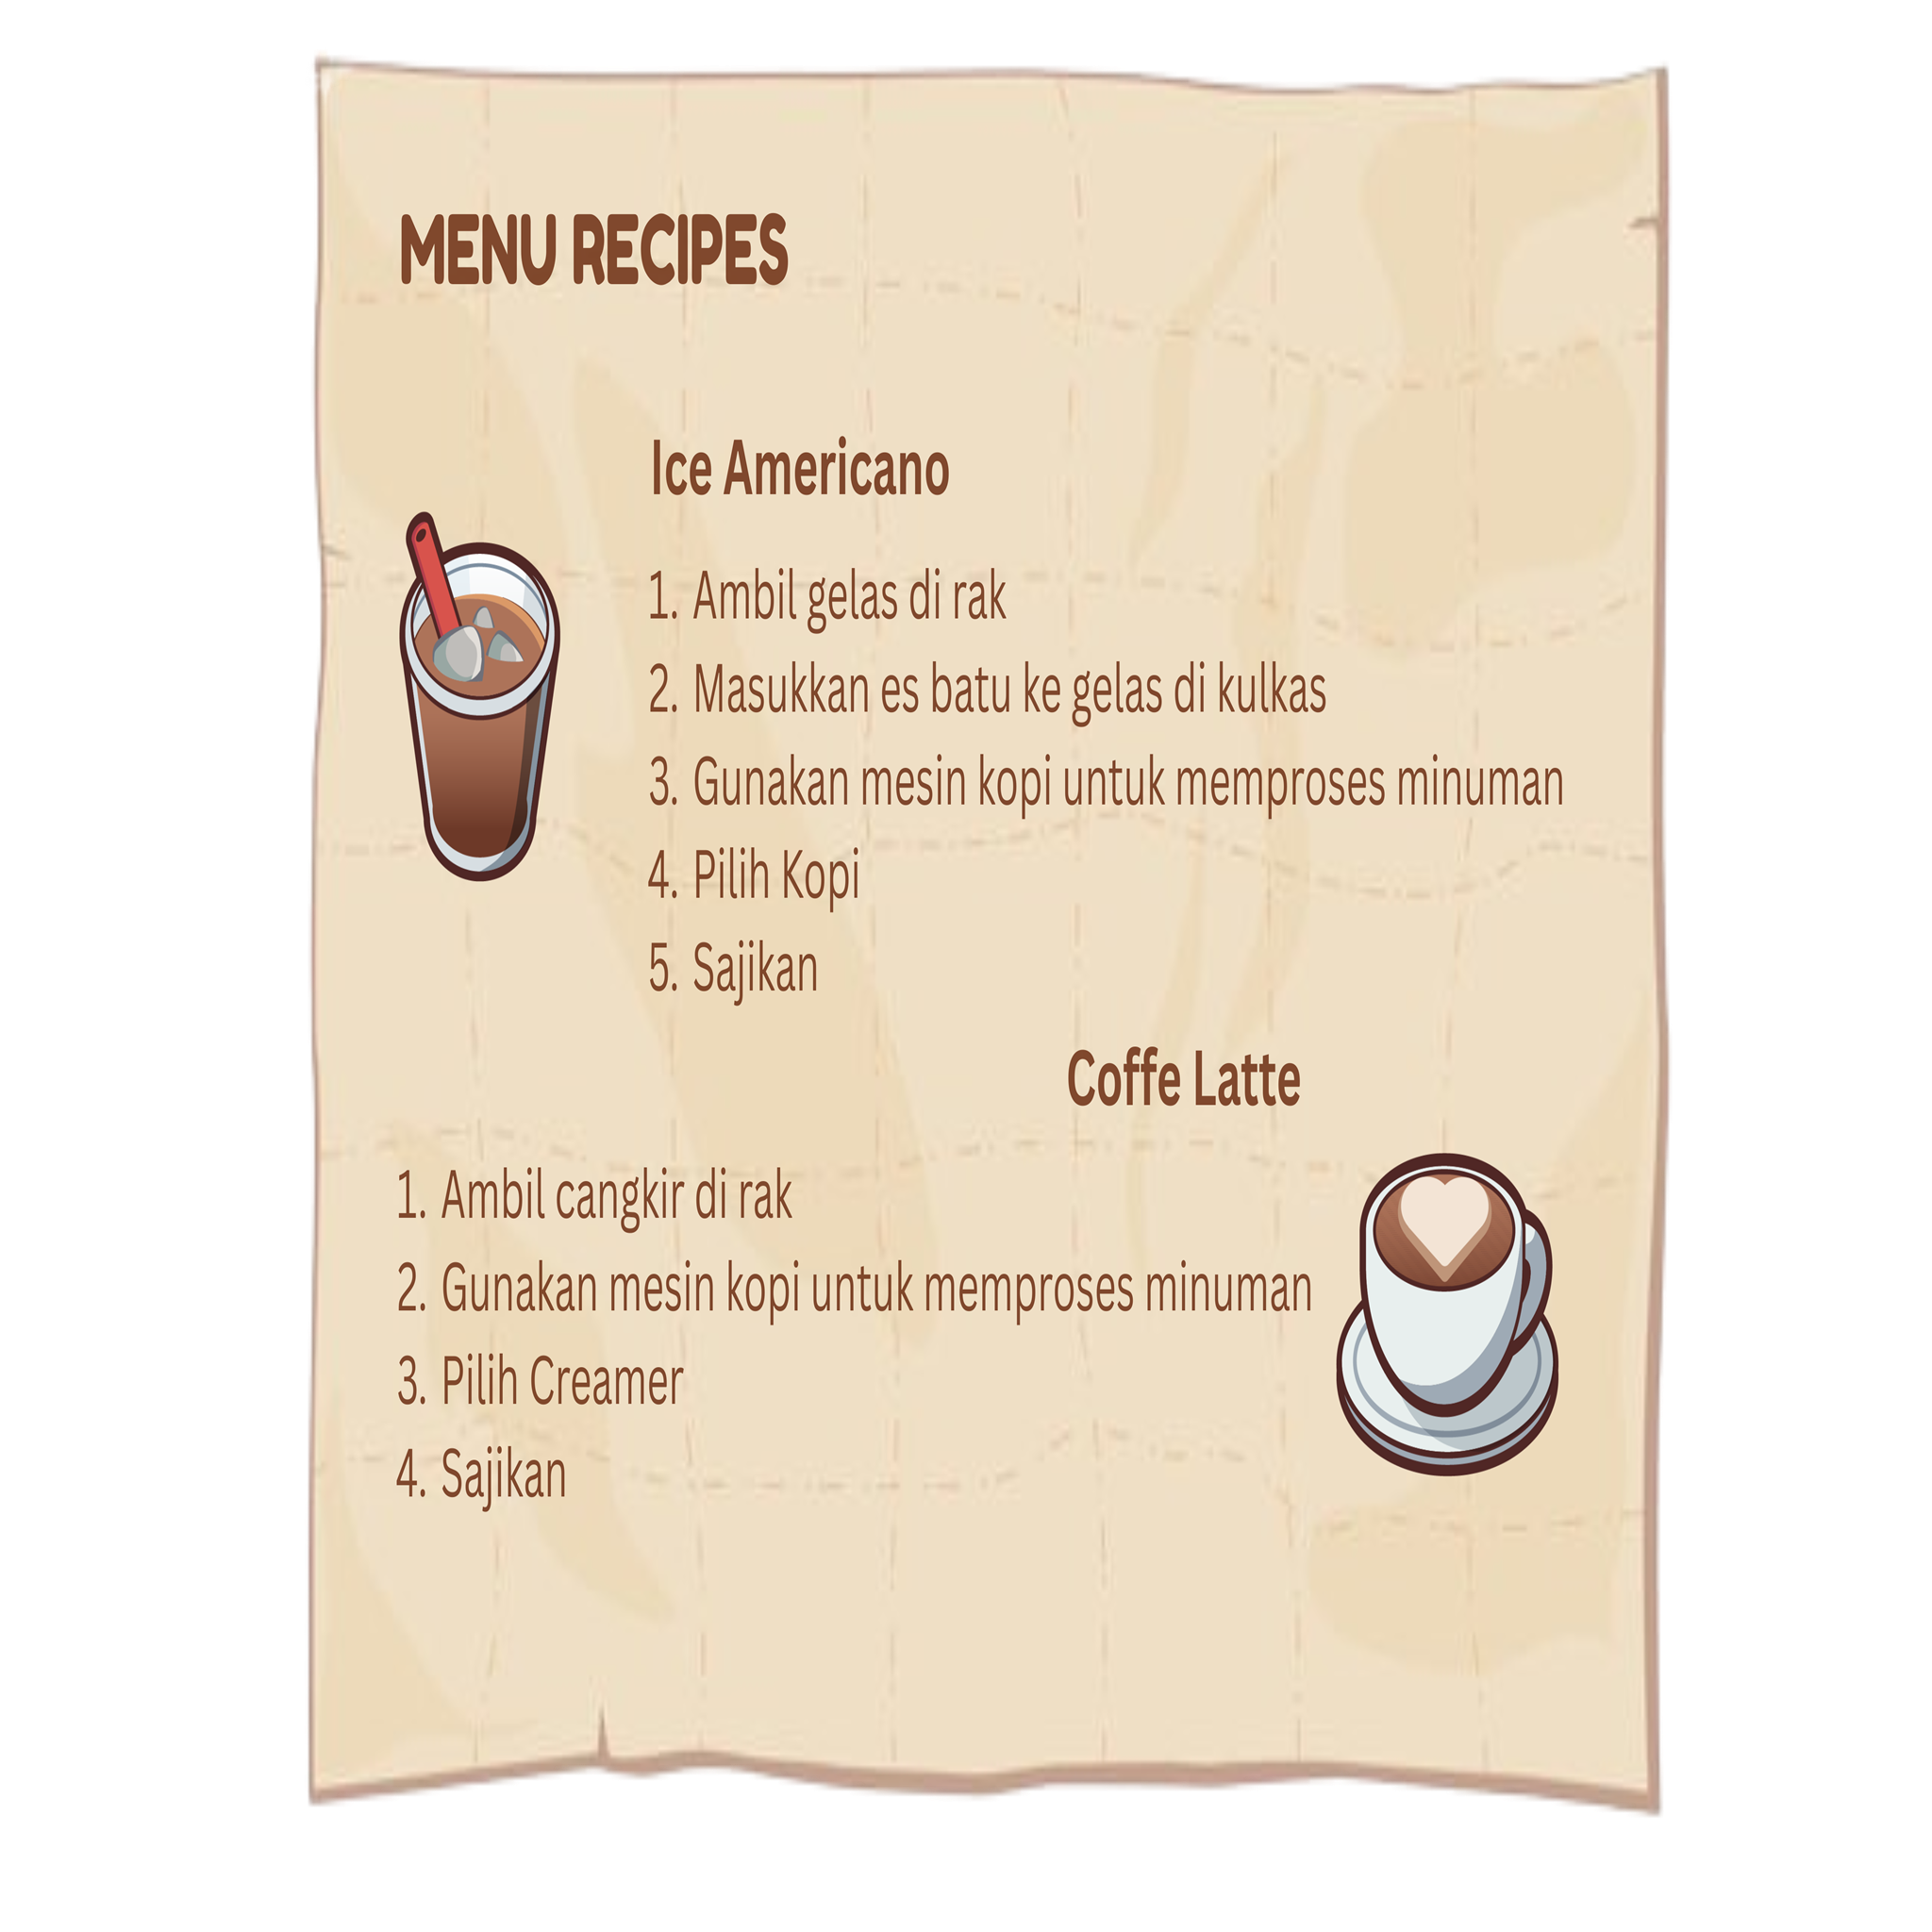 MENU RECIPES
Ice Americano
1. Ambil gelas di rak
2. Masukkan es batu ke gelas di kulkas
3. Gunakan mesin kopi untuk memproses minuman
4. Pilih Kopi
5. Sajikan
Coffe Latte
1. Ambil cangkir di rak
2. Gunakan mesin kopi untuk memproses minuman
3. Pilih Creamer
4. Sajikan